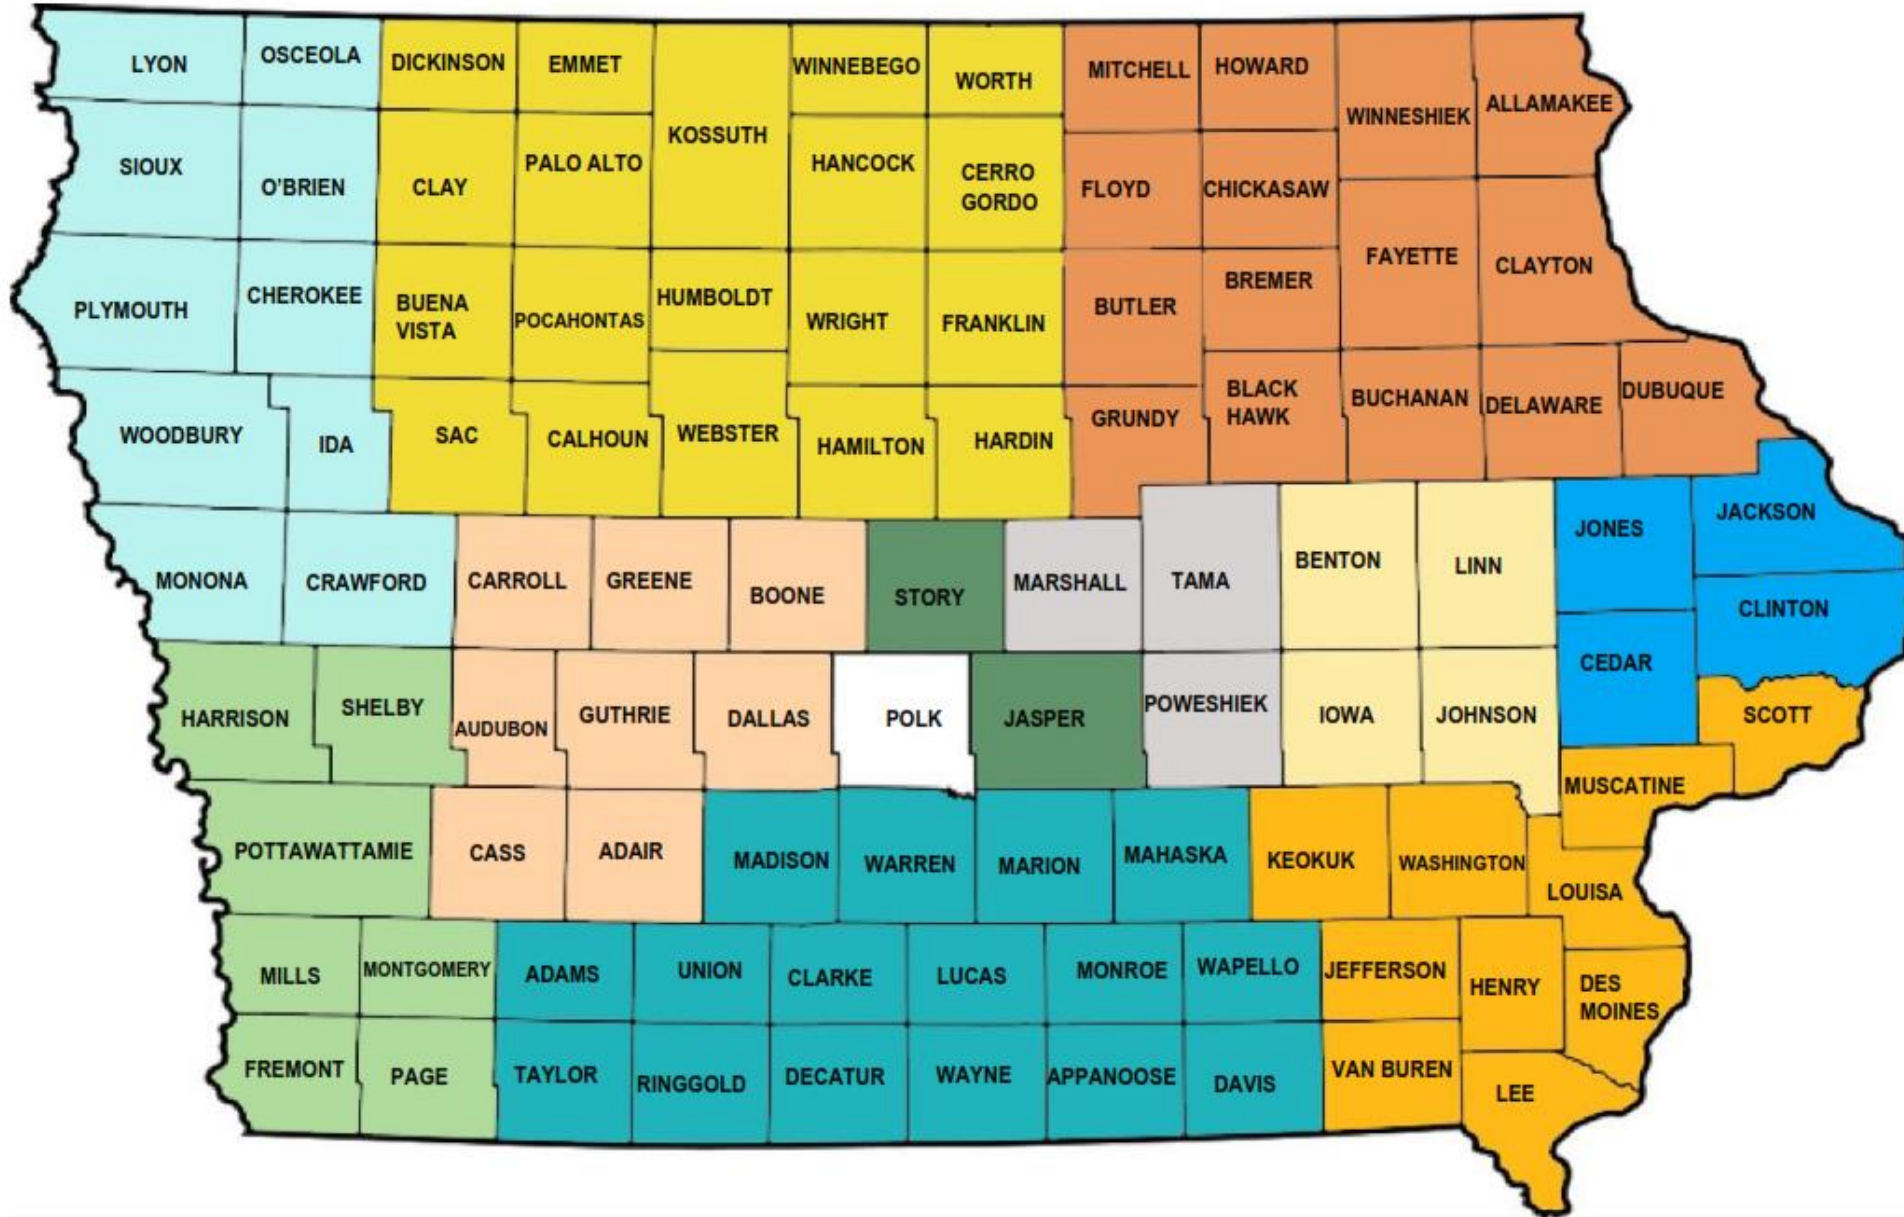 LYON
OSCEOLA
DICKINSON
EMMET
KOSSUTH
WINNEBEGO
WORTH
MITCHELL
HOWARD
WINNESHIEK
ALLAMAKEE
SIOUX
O'BRIEN
CLAY
PALO ALTO
HANCOCK
CERRO
GORDO
FLOYD
CHICKASAW
FAYETTE
CLAYTON
PLYMOUTH
CHEROKEE
BUENA
VISTA
POCAHONTAS
HUMBOLDT
WRIGHT
FRANKLIN
BUTLER
BREMER
WOODBURY
IDA
SAC
CALHOUN
WEBSTER
HAMILTON
HARDIN
GRUNDY
BLACK
HAWK
BUCHANAN
DELAWARE
DUBUQUE
MONONA
CRAWFORD
CARROLL
GREENE
BOONE
STORY
MARSHALL
TAMA
BENTON
LINN
JONES
JACKSON
CLINTON
CEDAR
HARRISON
SHELBY
AUDUBON
GUTHRIE
DALLAS
POLK
JASPER
POWESHIEK
IOWA
JOHNSON
SCOTT
MUSCATINE
POTTAWATTAMIE
CASS
ADAIR
MADISON
WARREN
MARION
MAHASKA
KEOKUK
WASHINGTON
LOUISA
MILLS
MONTGOMERY
ADAMS
UNION
CLARKE
LUCAS
MONROE
WAPELLO
JEFFERSON
HENRY
DES
MOINES
FREMONT
PAGE
TAYLOR
RINGGOLD
DECATUR
WAYNE
APPANOOSE
DAVIS
VAN BUREN
LEE